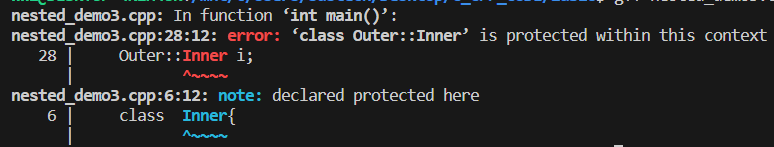 nested_demo3.cpp: In function ‘int main()’:
nested_demo3.cpp:28:12: error: ‘class Outer::Inner’ is protected within this context
28 | Outer::Inner i;
| ^~~~~
nested_demo3.cpp:6:12: note: declared protected here
6 | class Inner{
| ^~~~~